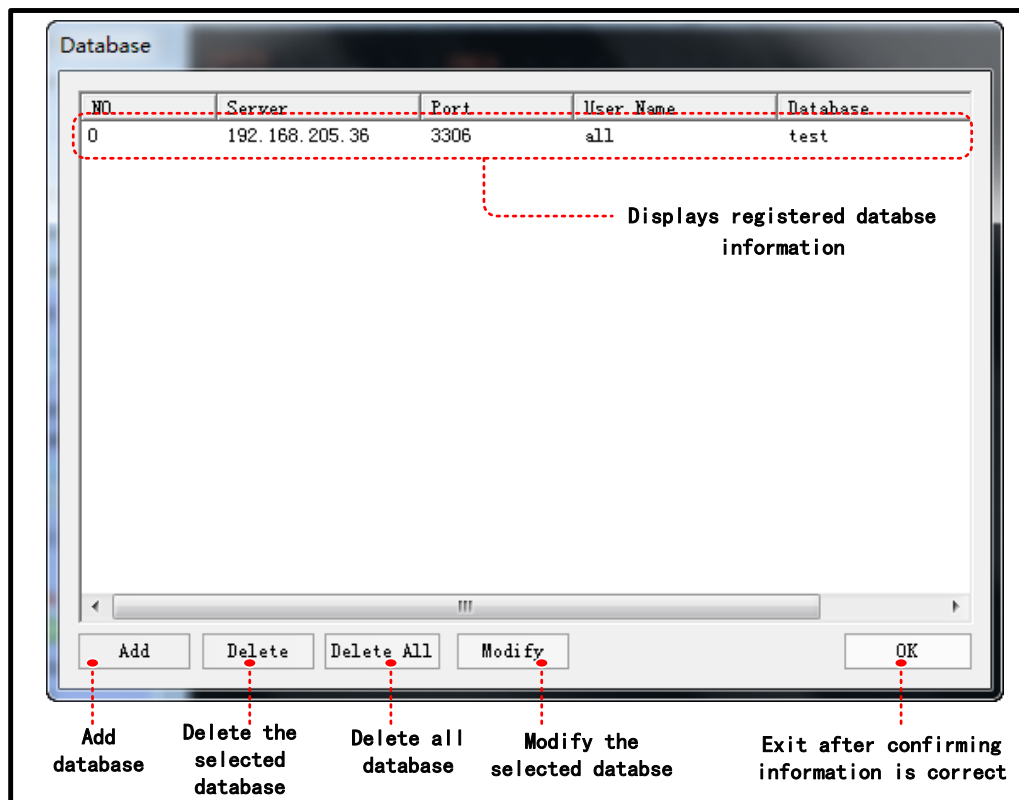 Database
NO Server Port User Name Database
0 192.168.205.36 3306 all test
Displays registered databse
information
Add Delete Delete All Modify OK
Add
database
Delete the
selected
database
Delete all
database
Modify the
selected databse
Exit after confirming
information is correct